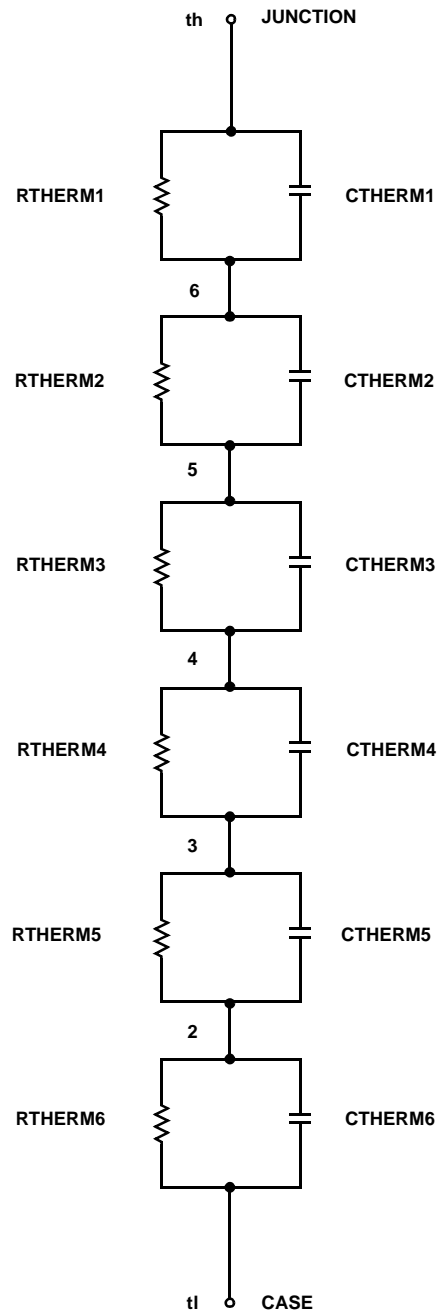 th JUNCTION
RTHERM1 CTHERM1
6
RTHERM2 CTHERM2
5
RTHERM3 CTHERM3
4
RTHERM4 CTHERM4
3
RTHERM5 CTHERM5
2
RTHERM6 CTHERM6
tl CASE